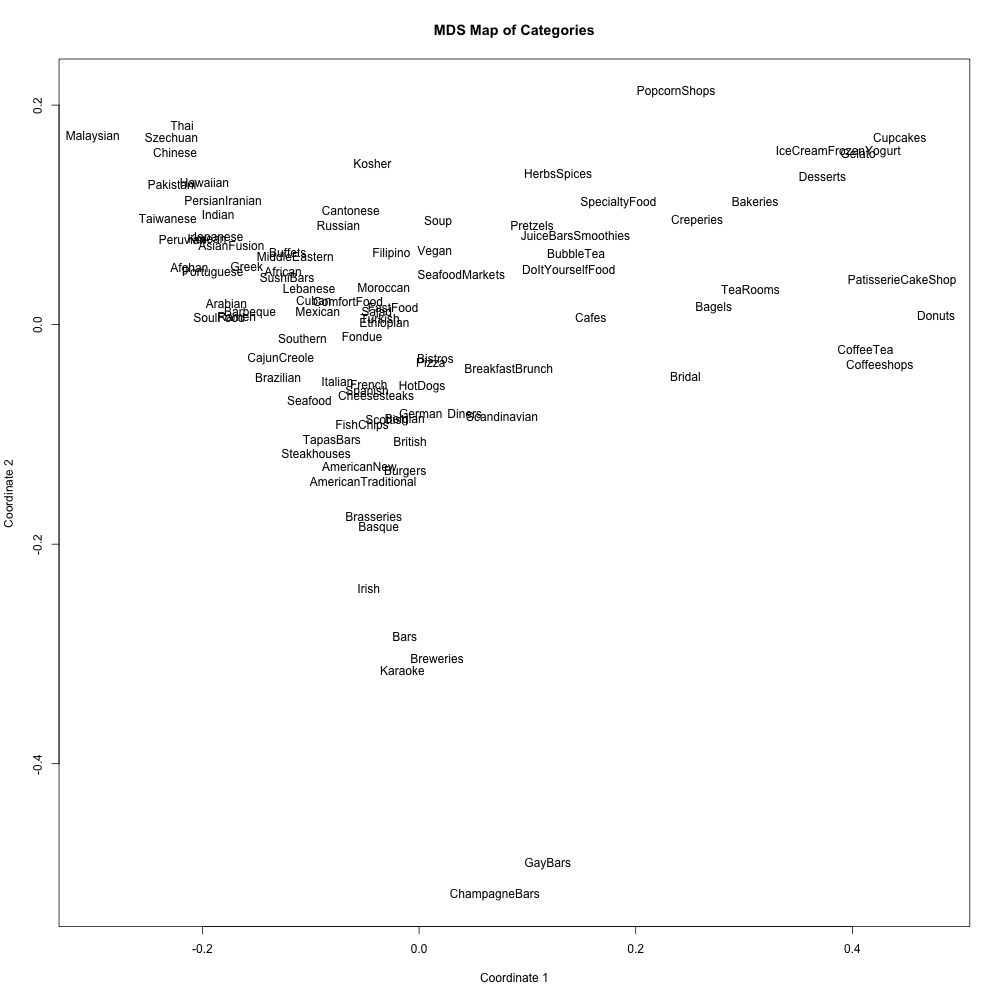 MDS Map of Categories
PopcornShops
0.2
Thai
Malaysian
Szechuan
Cupcakes
Chinese
IceCreamFrozenYogurt
Gelato
Kosher
HerbsSpices
Desserts
Pakistani
Hawaiian
PersianIranian
SpecialtyFood
Bakeries
Cantonese
Taiwanese
Indian
Soup
Creperies
Russian
Pretzels
Peruvian
Korean
Japanese
JuiceBarsSmoothies
AsianFusion
Buffets
MiddleEastern
Filipino
Vegan
BubbleTea
Afghan
Portuguese
Greek
African
SushiBars
SeafoodMarkets
DoItYourselfFood
PatisserieCakeShop
Lebanese
Moroccan
TeaRooms
Arabian
Cuban
ComfortFood
FastFood
Bagels
SoulFood
Ramen
Barbeque
Mexican
Salad
Turkish
Ethiopian
Cafes
Donuts
0.0
Southern
Fondue
CoffeeTea
CajunCreole
Bistros
Pizza
BreakfastBrunch
Coffeeshops
Brazilian
Italian
French
Spanish
HotDogs
Bridal
Cheesesteaks
Seafood
German
Diners
Scandinavian
Scottish
Belgian
FishChips
TapasBars
British
Steakhouses
AmericanNew
Burgers
AmericanTraditional
Brasseries
Basque
Coordinate 2
-0.2
Irish
Bars
Breweries
Karaoke
-0.4
GayBars
ChampagneBars
-0.2
0.0
0.2
0.4
Coordinate 1